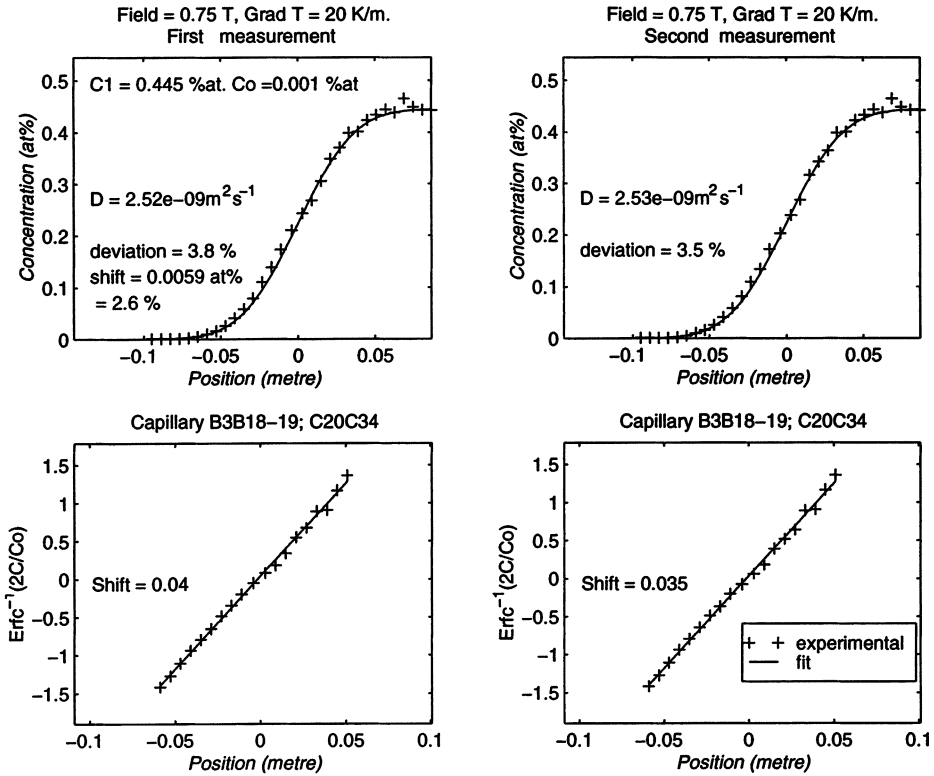 Field = 0.75 T, Grad T = 20 K/m.
First measurement
C1 = 0.445 %at. Co =0.001 %at
D = 2.52e−09m²s⁻¹
deviation = 3.8 %
shift = 0.0059 at%
= 2.6 %
Concentration (at%)
0.5
0.4
0.3
0.2
0.1
0
−0.1
−0.05
0
0.05
Position (metre)
Field = 0.75 T, Grad T = 20 K/m.
Second measurement
D = 2.53e−09m²s⁻¹
deviation = 3.5 %
Concentration (at%)
0.5
0.4
0.3
0.2
0.1
0
−0.1
−0.05
0
0.05
Position (metre)
Capillary B3B18−19; C20C34
Shift = 0.04
Erfc⁻¹(2C/Co)
1.5
1
0.5
0
−0.5
−1
−1.5
−0.1
−0.05
0
0.05
0.1
Position (metre)
Capillary B3B18−19; C20C34
Shift = 0.035
experimental
fit
Erfc⁻¹(2C/Co)
1.5
1
0.5
0
−0.5
−1
−1.5
−0.1
−0.05
0
0.05
0.1
Position (metre)